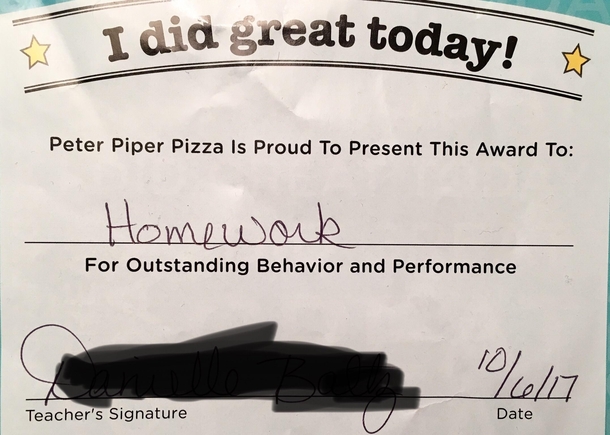 I did great today!
Peter Piper Pizza Is Proud To Present This Award To:
Homework
For Outstanding Behavior and Performance
10/6/17
Teacher's Signature
Date